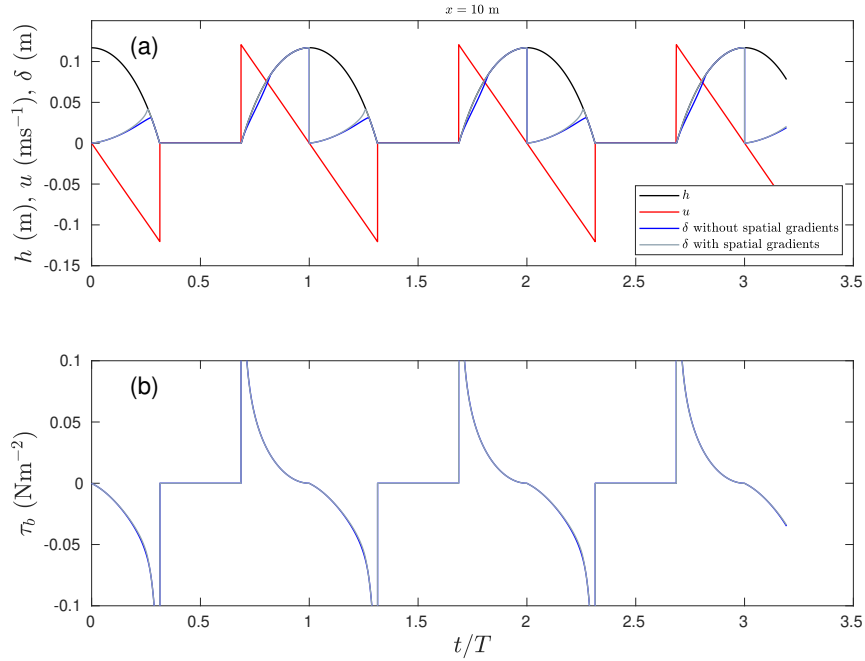 x = 10 m
(a)
h (m), u (ms⁻¹), δ (m)
0.1
0.05
0
-0.05
-0.1
-0.15
h
u
δ without spatial gradients
δ with spatial gradients
0 0.5 1 1.5 2 2.5 3 3.5
(b)
τ_b (Nm⁻²)
0.1
0.05
0
-0.05
-0.1
0 0.5 1 1.5 2 2.5 3 3.5
t/T